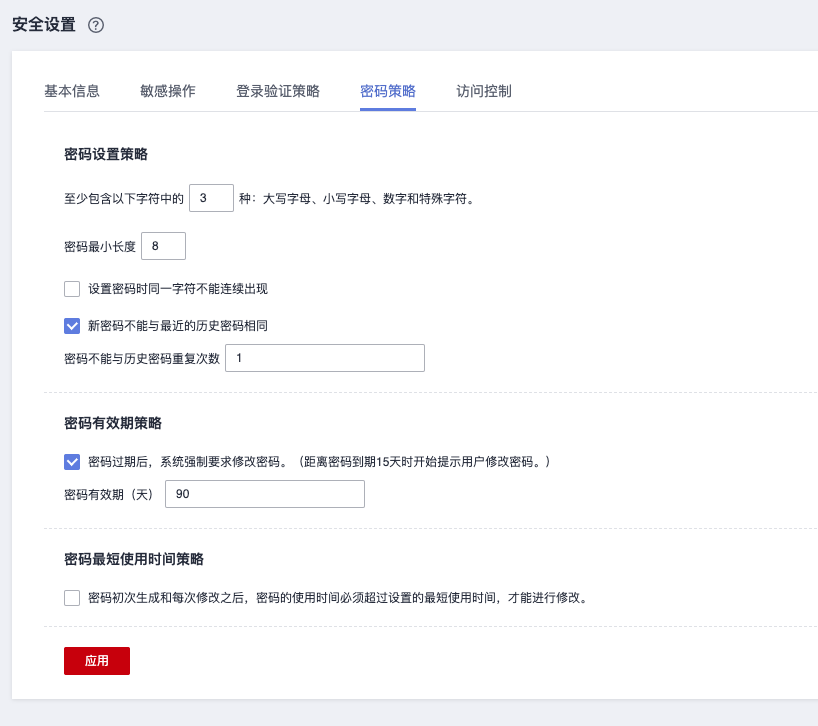 安全设置 ?
基本信息 敏感操作 登录验证策略 密码策略 访问控制
密码设置策略
至少包含以下字符中的 3 种：大写字母、小写字母、数字和特殊字符。
密码最小长度 8
设置密码时同一字符不能连续出现
新密码不能与最近的历史密码相同
密码不能与历史密码重复次数 1
密码有效期策略
密码过期后，系统强制要求修改密码。（距离密码到期15天时开始提示用户修改密码。）
密码有效期（天） 90
密码最短使用时间策略
密码初次生成和每次修改之后，密码的使用时间必须超过设置的最短使用时间，才能进行修改。
应用